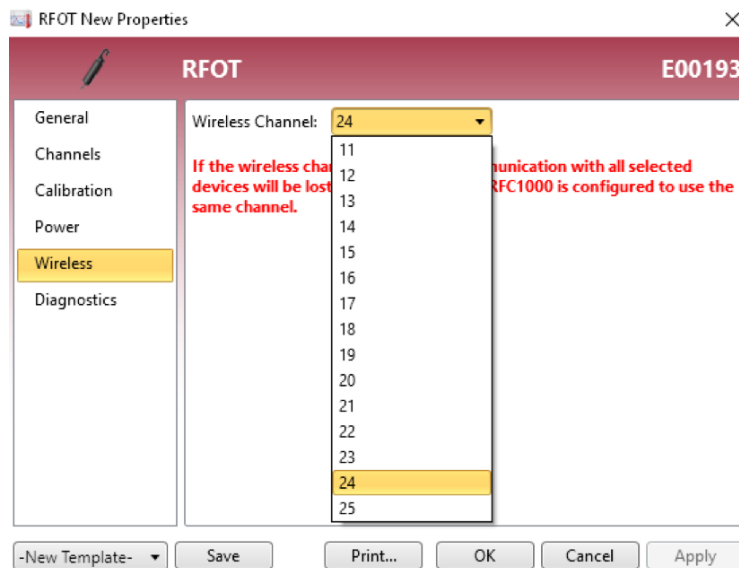 RFOT New Properties
RFOT E00193
General
Channels
Calibration
Power
Wireless
Diagnostics
Wireless Channel: 24
11
12
13
14
15
16
17
18
19
20
21
22
23
24
25
If the wireless cha unication with all selected
devices will be lost RFC1000 is configured to use the
same channel.
-New Template- Save Print... OK Cancel Apply